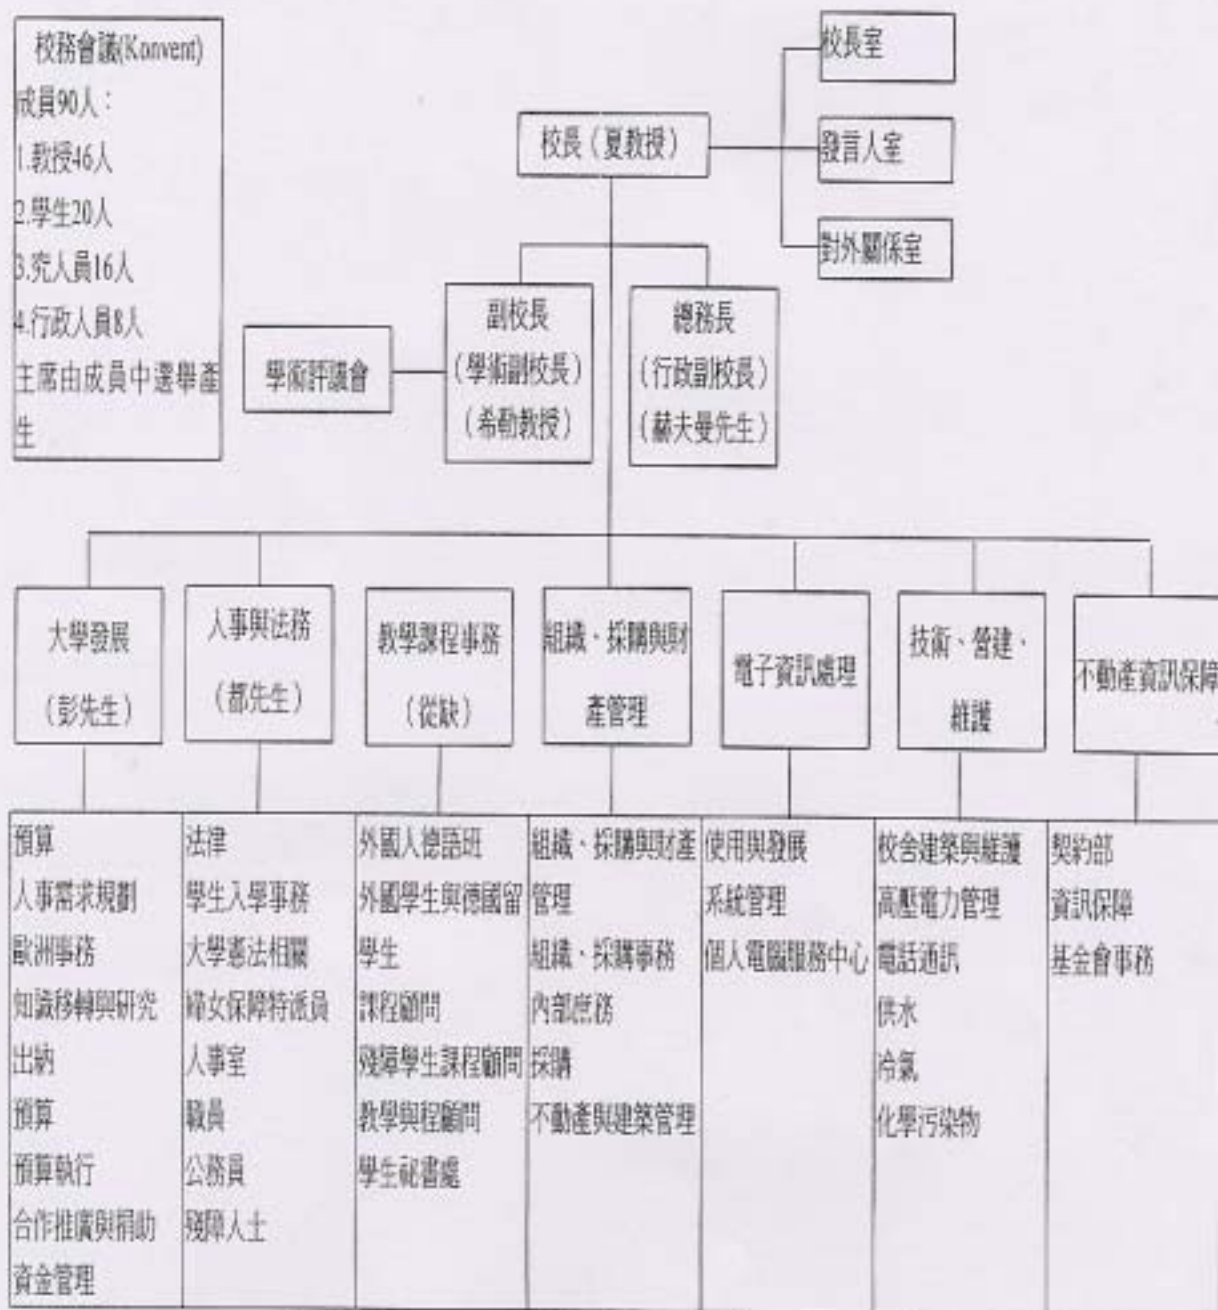 校務會議(Konvent)
成員90人：
1.教授46人
2.學生20人
3.究人員16人
4.行政人員8人
主席由成員中選舉產
生
校長（夏教授）
校長室
發言人室
對外關係室
學術評議會
副校長
（學術副校長）
（希勒教授）
總務長
（行政副校長）
（赫夫曼先生）
大學發展
（彭先生）
人事與法務
（都先生）
教學課程事務
（從缺）
組織、採購與財
產管理
電子資訊處理
技術、營建、
維護
不動產資訊保障
預算
人事需求規劃
歐洲事務
知識移轉與研究
出納
預算
預算執行
合作推廣與捐助
資金管理
法律
學生入學事務
大學憲法相關
婦女保障特派員
人事室
職員
公務員
殘障人士
外國人德語班
外國學生與德國留
學生
課程顧問
殘障學生課程顧問
教學與程顧問
學生祕書處
組織、採購與財產
管理
組織、採購事務
內部庶務
採購
不動產與建築管理
使用與發展
系統管理
個人電腦服務中心
校舍建築與維護
高壓電力管理
電話通訊
供水
冷氣
化學污染物
契約部
資訊保障
基金會事務